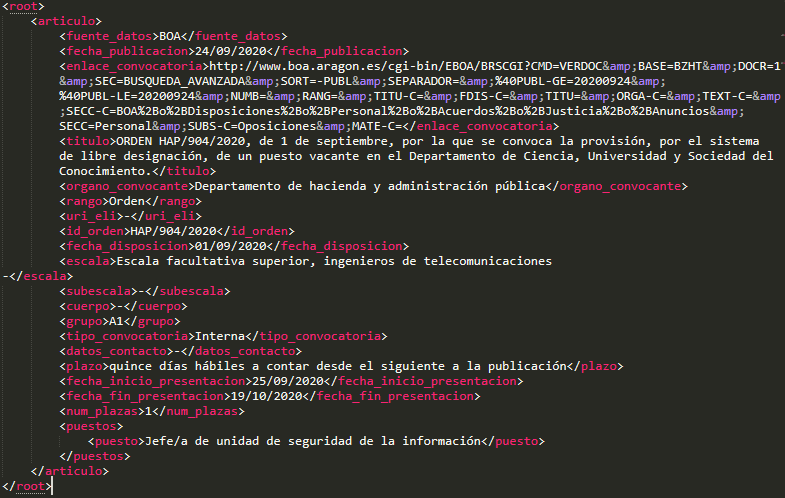 <root>
<articulo>
<fuente_datos>BOA</fuente_datos>
<fecha_publicacion>24/09/2020</fecha_publicacion>
<enlace_convocatoria>http://www.boa.aragon.es/cgi-bin/EBOA/BRSCGI?CMD=VERDOC&amp;BASE=BZHT&amp;DOCR=1
&amp;SEC=BUSQUEDA_AVANZADA&amp;SORT=-PUBL&amp;SEPARADOR=&amp;%40PUBL-GE=20200924&amp;
%40PUBL-LE=20200924&amp;NUMB=&amp;RANG=&amp;TITU-C=&amp;FDIS-C=&amp;TITU=&amp;ORGA-C=&amp;TEXT-C=&amp
;SECC-C=BOA%2Bo%2BDisposiciones%2Bo%2BPersonal%2Bo%2BAcuerdos%2Bo%2BJusticia%2Bo%2BAnuncios&amp;
SECC=Personal&amp;SUBS-C=Oposiciones&amp;MATE-C=</enlace_convocatoria>
<titulo>ORDEN HAP/904/2020, de 1 de septiembre, por la que se convoca la provisión, por el sistema
de libre designación, de un puesto vacante en el Departamento de Ciencia, Universidad y Sociedad del
Conocimiento.</titulo>
<organo_convocante>Departamento de hacienda y administración pública</organo_convocante>
<rango>Orden</rango>
<uri_eli>-</uri_eli>
<id_orden>HAP/904/2020</id_orden>
<fecha_disposicion>01/09/2020</fecha_disposicion>
<escala>Escala facultativa superior, ingenieros de telecomunicaciones
-</escala>
<subescala>-</subescala>
<cuerpo>-</cuerpo>
<grupo>A1</grupo>
<tipo_convocatoria>Interna</tipo_convocatoria>
<datos_contacto>-</datos_contacto>
<plazo>quince días hábiles a contar desde el siguiente a la publicación</plazo>
<fecha_inicio_presentacion>25/09/2020</fecha_inicio_presentacion>
<fecha_fin_presentacion>19/10/2020</fecha_fin_presentacion>
<num_plazas>1</num_plazas>
<puestos>
<puesto>Jefe/a de unidad de seguridad de la información</puesto>
</puestos>
</articulo>
</root>